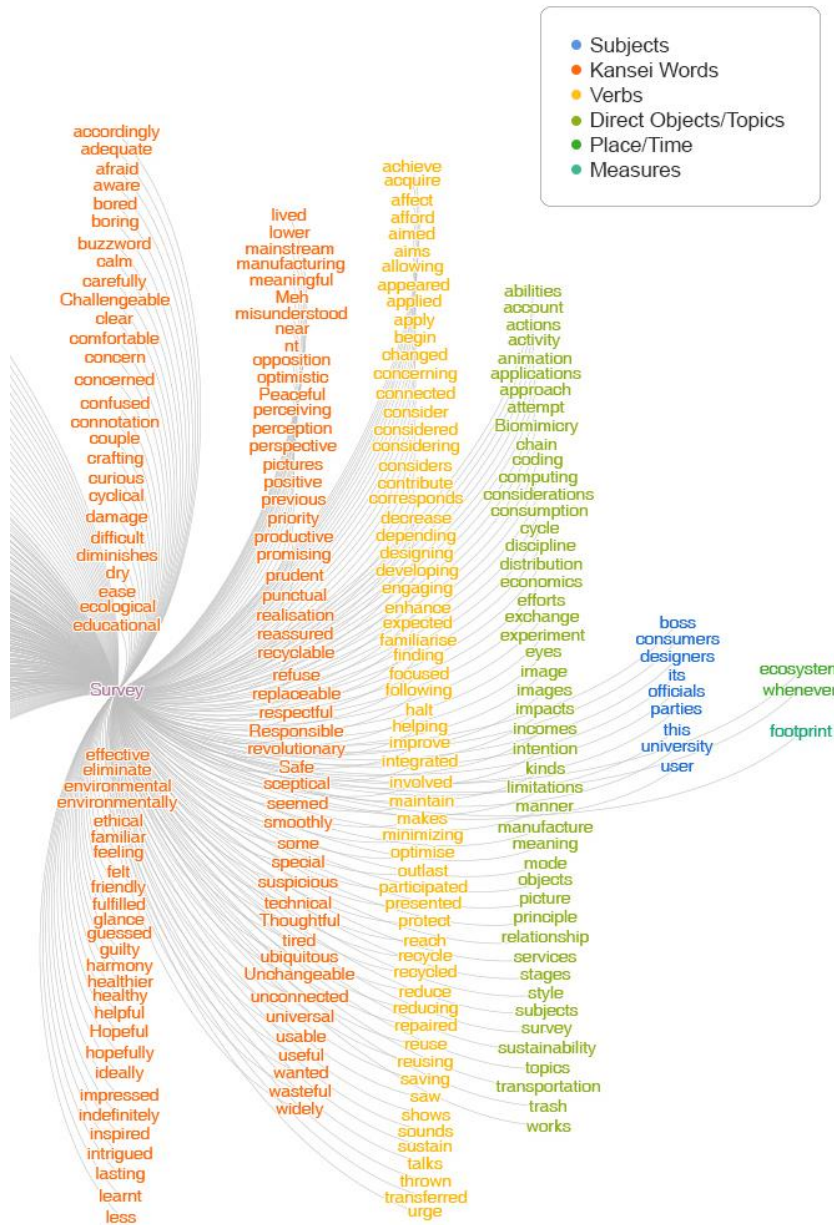 Subjects
Kansei Words
Verbs
Direct Objects/Topics
Place/Time
Measures
accordingly
adequate
afraid
aware
bored
boring
buzzword
calm
carefully
Challengeable
clear
comfortable
concern
concerned
confused
connotation
couple
crafting
curious
cyclical
damage
difficult
diminishes
dry
ease
ecological
educational
Survey
effective
eliminate
environmental
environmentally
ethical
familiar
feeling
felt
friendly
fulfilled
glance
guessed
guilty
harmony
healthier
healthy
helpful
Hopeful
hopefully
ideally
impressed
indefinitely
inspired
intrigued
lasting
learnt
less
lived
lower
mainstream
manufacturing
meaningful
Meh
misunderstood
near
nt
opposition
optimistic
Peaceful
perceiving
perception
perspective
pictures
positive
previous
priority
productive
promising
prudent
punctual
realisation
reassured
recyclable
refuse
replaceable
respectful
Responsible
revolutionary
Safe
sceptical
seemed
smoothly
some
special
suspicious
technical
Thoughtful
tired
ubiquitous
Unchangeable
unconnected
universal
usable
useful
wanted
wasteful
widely
achieve
acquire
affect
afford
aimed
aims
allowing
appeared
applied
apply
begin
changed
concerning
connected
consider
considered
considering
considers
contribute
corresponds
decrease
depending
designing
developing
engaging
enhance
expected
familiarise
finding
focused
following
halt
helping
improve
integrated
involved
maintain
makes
minimizing
optimise
outlast
participated
presented
protect
reach
recycle
recycled
reduce
reducing
repaired
reuse
reusing
saving
saw
shows
sounds
sustain
talks
thrown
transferred
urge
abilities
account
actions
activity
animation
applications
approach
attempt
Biomimicry
chain
coding
computing
considerations
consumption
cycle
discipline
distribution
economics
efforts
exchange
experiment
eyes
image
images
impacts
incomes
intention
kinds
limitations
manner
manufacture
meaning
mode
objects
picture
principle
relationship
services
stages
style
subjects
survey
sustainability
topics
transportation
trash
works
boss
consumers
designers
its
officials
parties
this
university
user
ecosystem
whenever
footprint